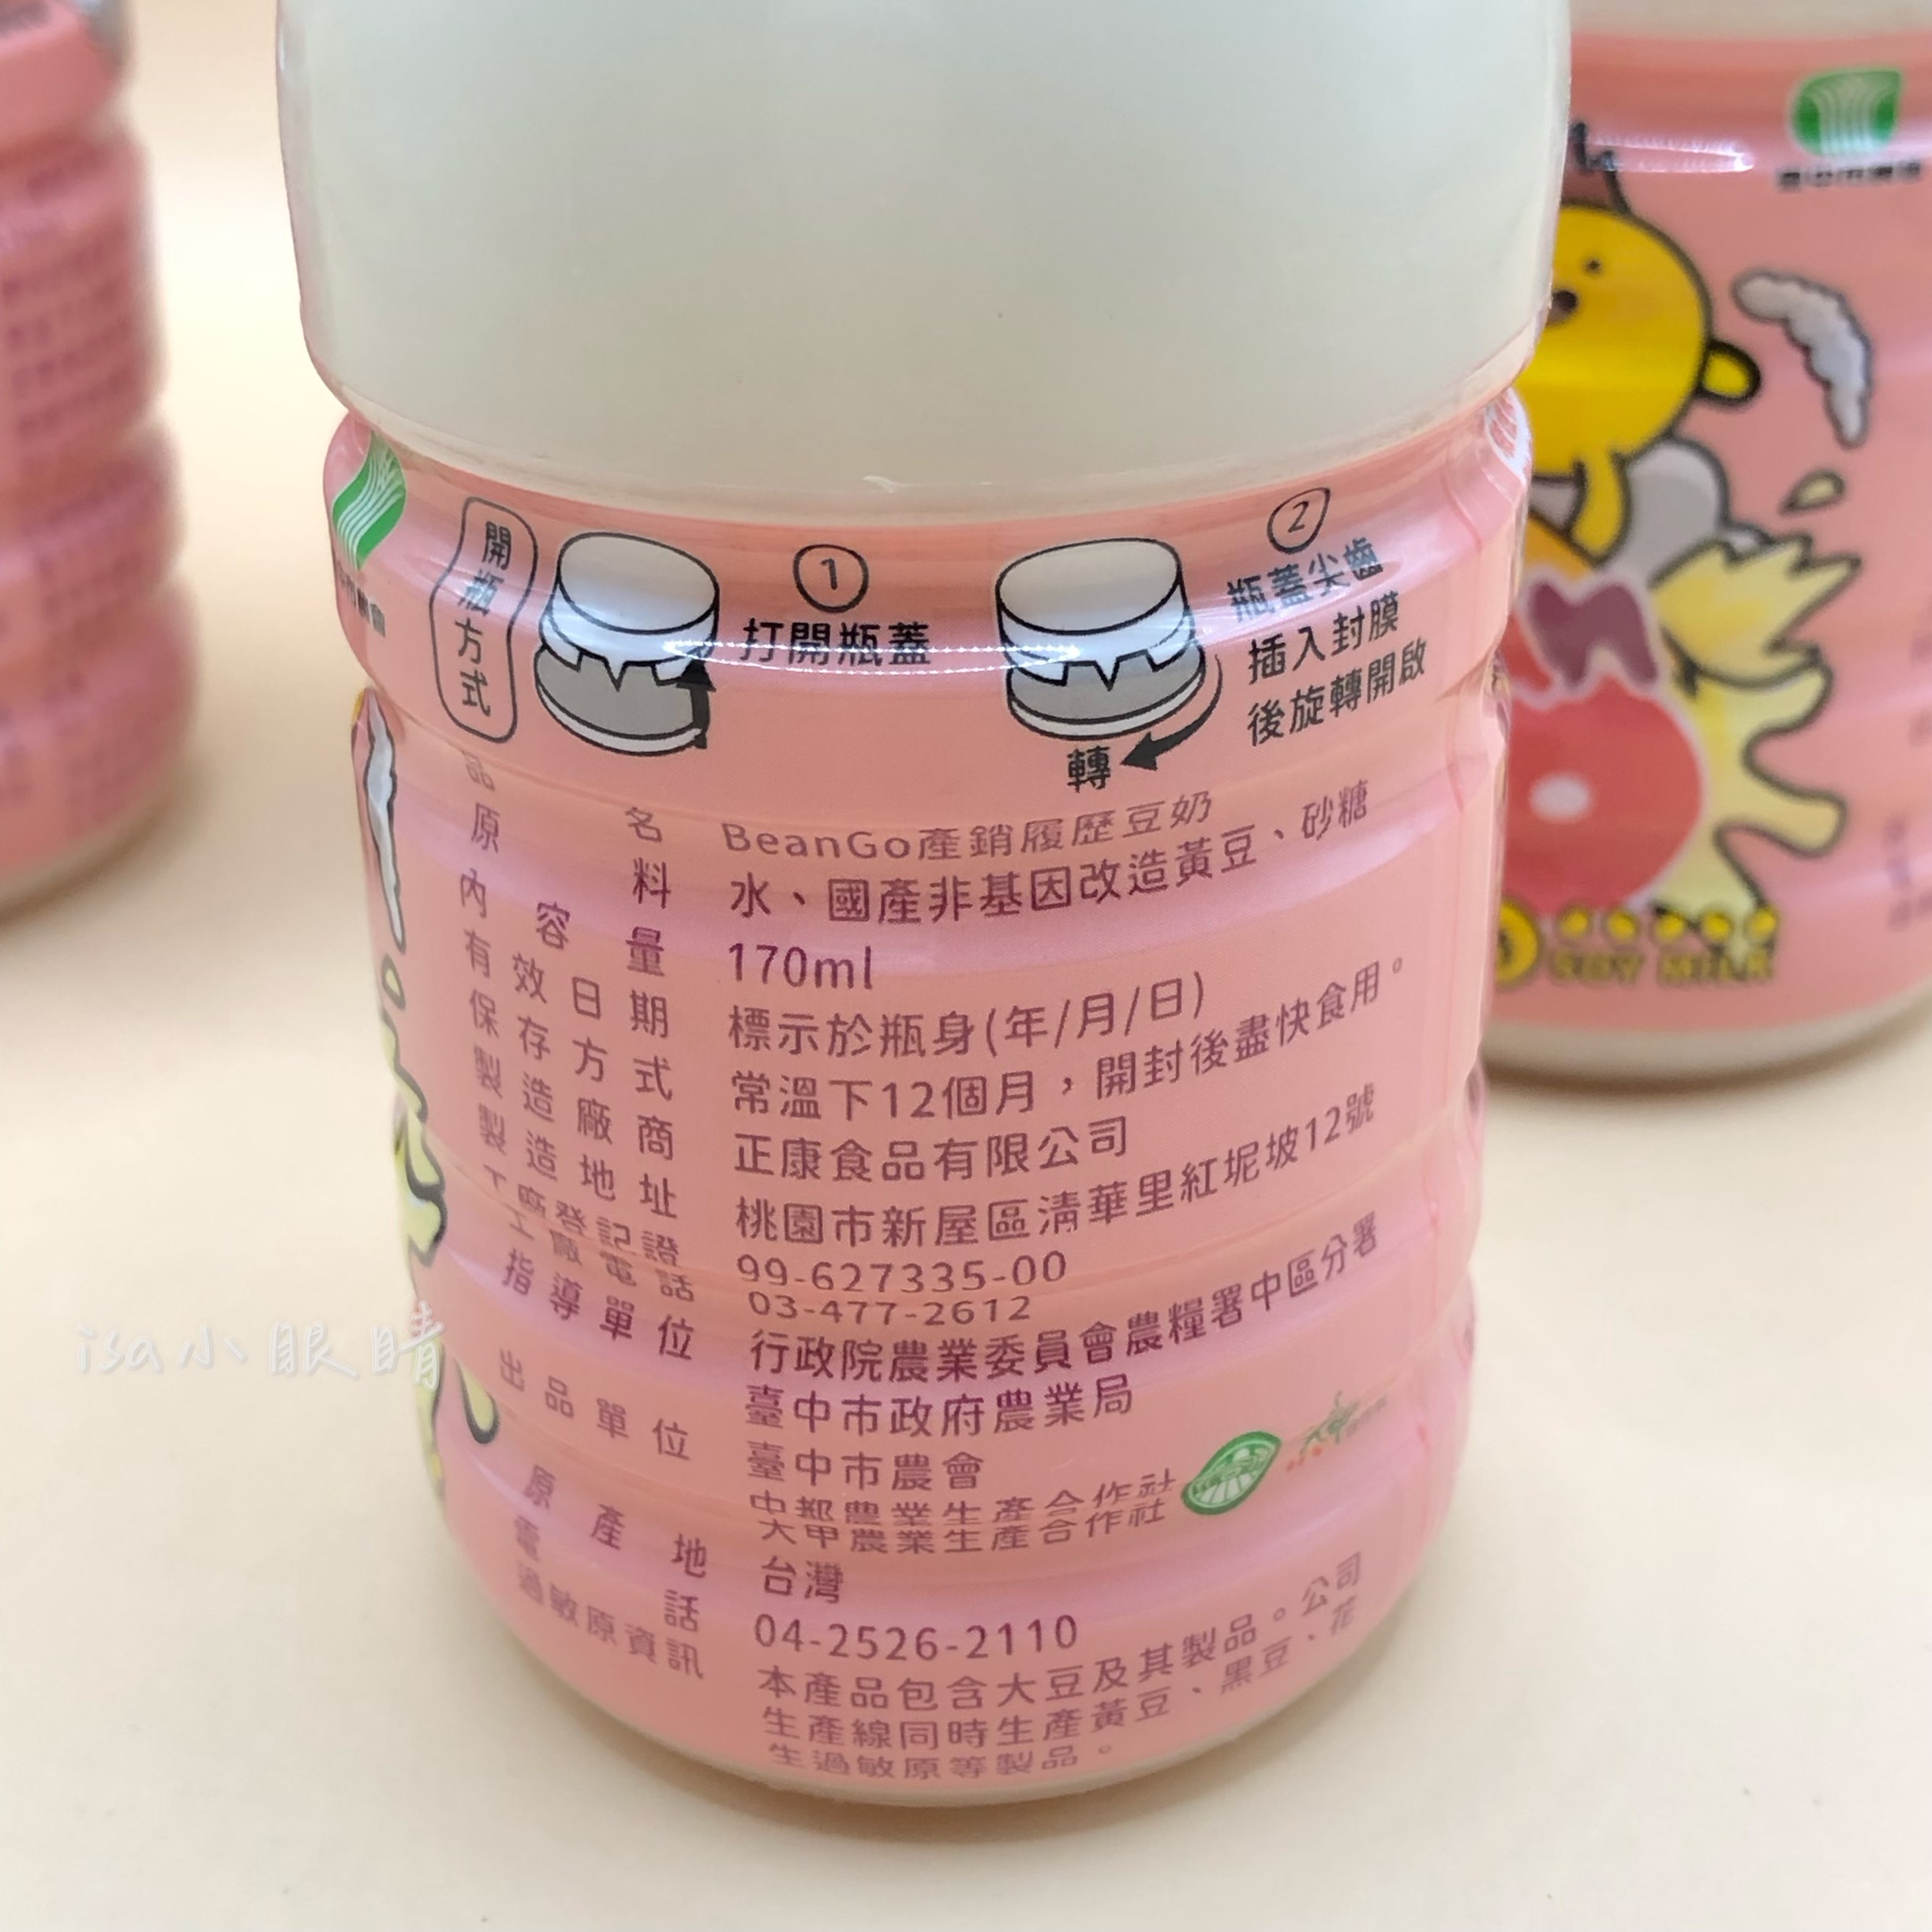 開瓶方式
1
打開瓶蓋
2
瓶蓋尖齒
插入封膜
後旋轉開啟
轉
品名 BeanGo產銷履歷豆奶
原料 水、國產非基因改造黃豆、砂糖
內容量 170ml
有效日期 標示於瓶身(年/月/日)
保存方式 常溫下12個月，開封後盡快食用。
製造廠商 正康食品有限公司
製造地址 桃園市新屋區清華里紅坭坡12號
工廠登記證 99-627335-00
工廠電話 03-477-2612
指導單位 行政院農業委員會農糧署中區分署
臺中市政府農業局
出品單位 臺中市農會
中都農業生產合作社
大甲農業生產合作社
原產地 台灣
電話 04-2526-2110
過敏原資訊 本產品包含大豆及其製品。公司
生產線同時生產黃豆、黑豆、花
生過敏原等製品。
SOY MILK
isa小眼睛